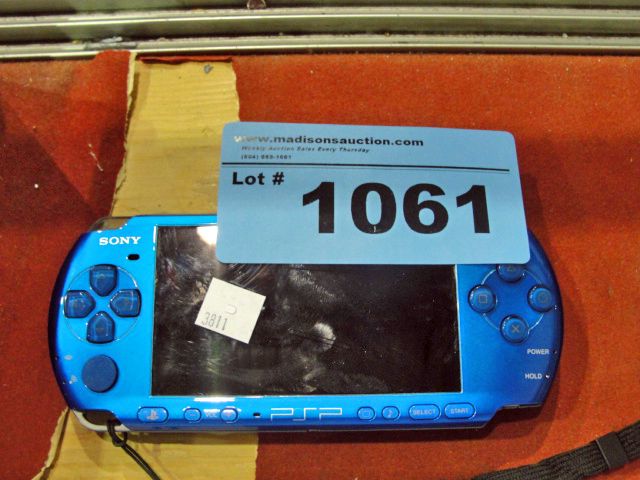 www.madisonsauction.com
Weekly Auction Sales Every Thursday
Lot #
1061
SONY
3811
POWER
HOLD
PSP
SELECT
START